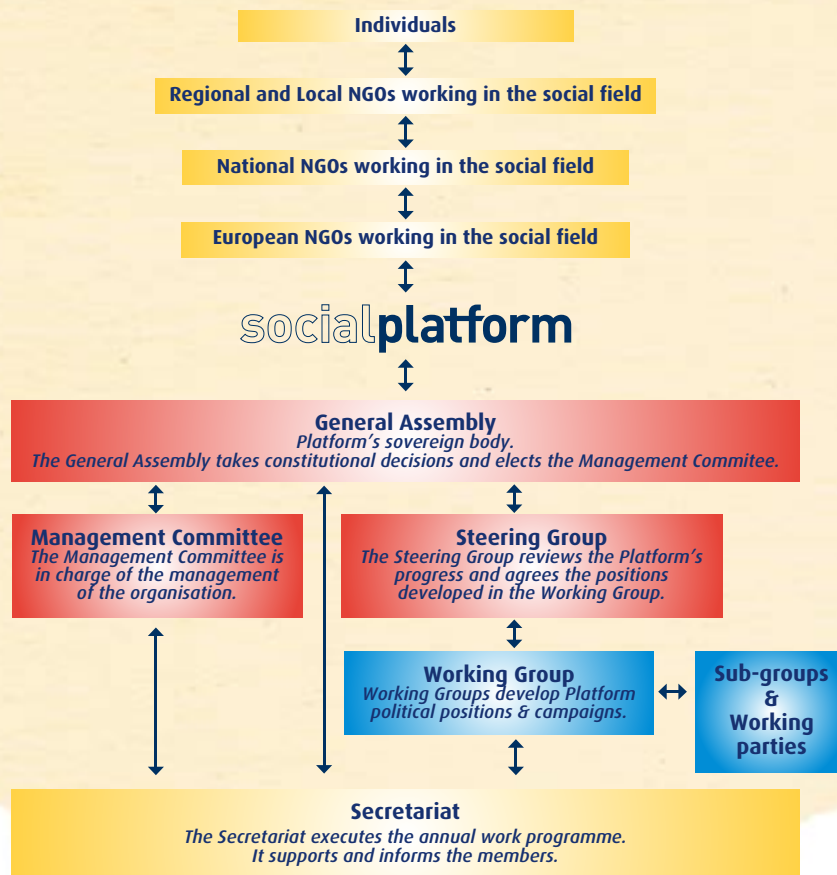 Individuals
Regional and Local NGOs working in the social field
National NGOs working in the social field
European NGOs working in the social field
socialplatform
General Assembly
Platform's sovereign body.
The General Assembly takes constitutional decisions and elects the Management Commitee.
Management Committee
The Management Committee is
in charge of the management
of the organisation.
Steering Group
The Steering Group reviews the Platform's
progress and agrees the positions
developed in the Working Group.
Working Group
Working Groups develop Platform
political positions & campaigns.
Sub-groups
&
Working
parties
Secretariat
The Secretariat executes the annual work programme.
It supports and informs the members.